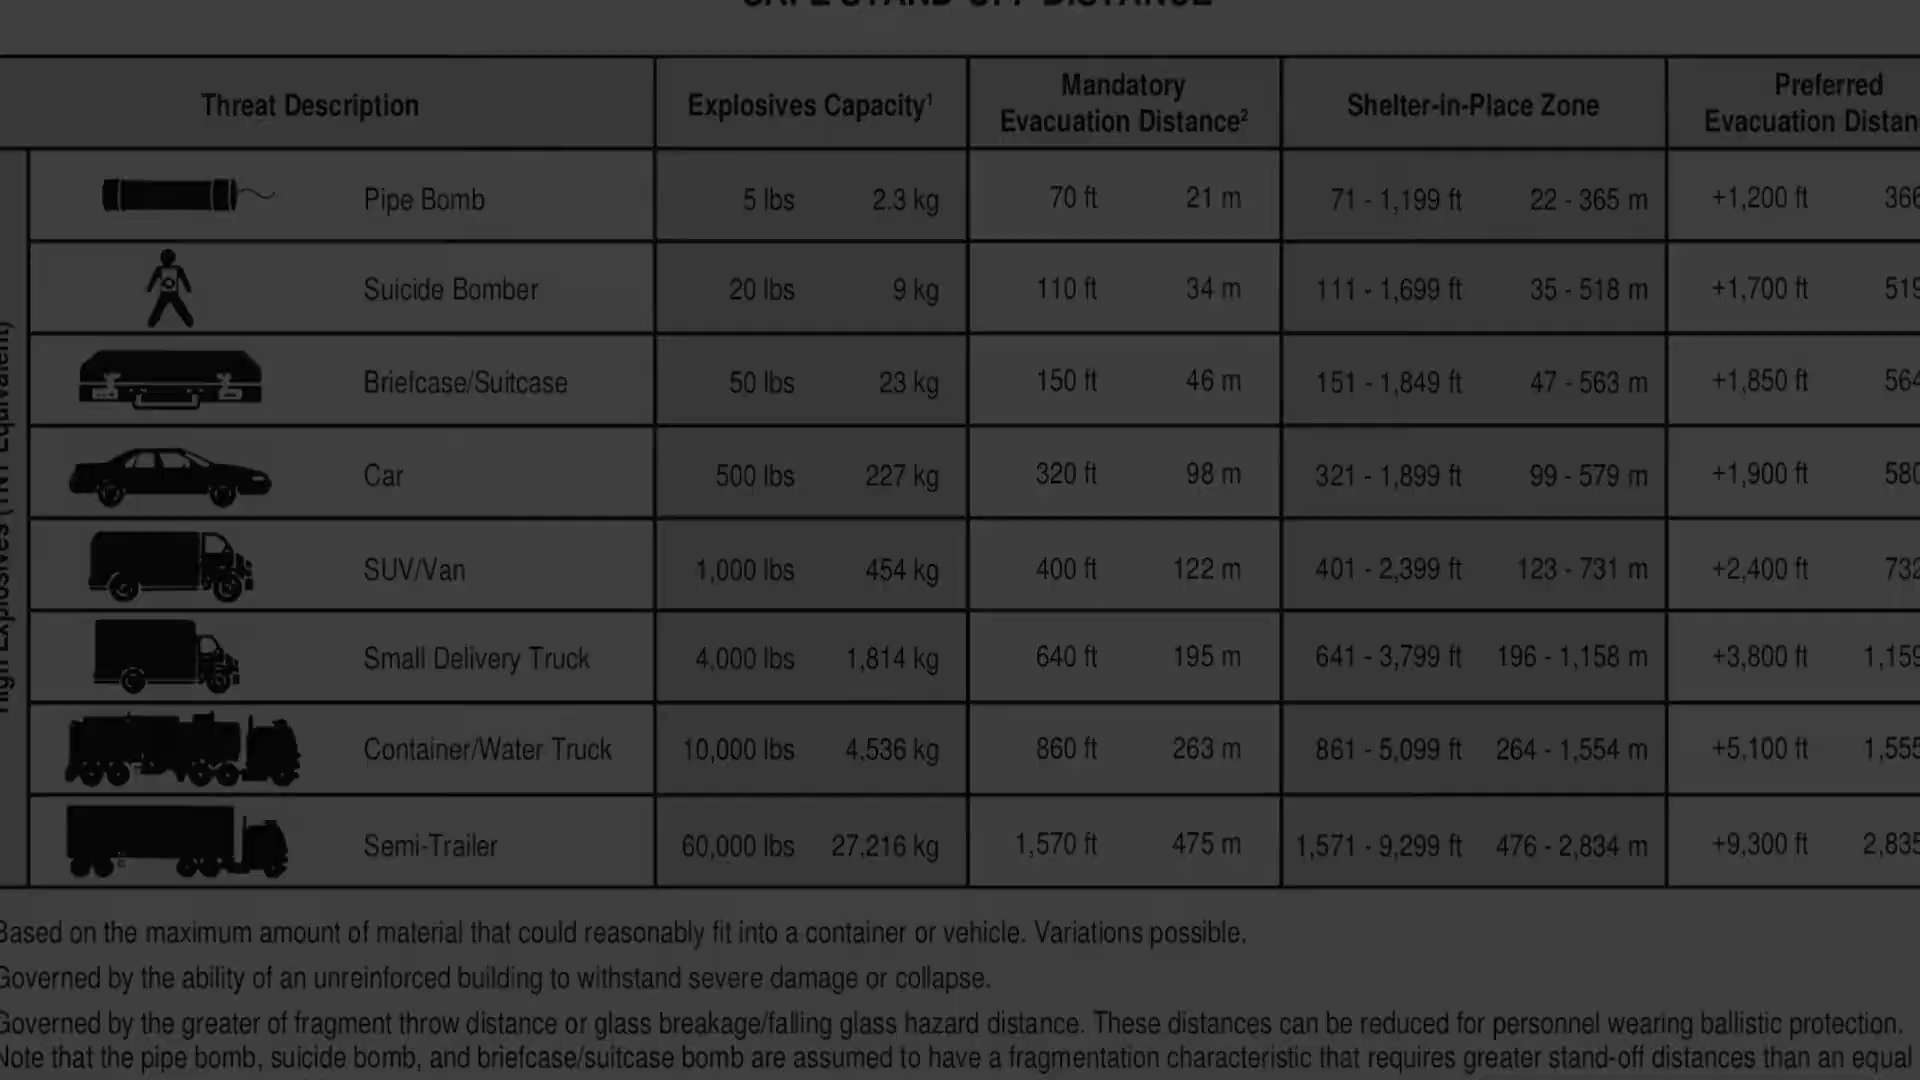 SAFE STAND-OFF DISTANCE
Threat Description Explosives Capacity¹ Mandatory Evacuation Distance² Shelter-in-Place Zone Preferred Evacuation
High Explosives (TNT Equivalent)
Pipe Bomb 5 lbs 2.3 kg 70 ft 21 m 71 - 1,199 ft 22 - 365 m +1,200 ft 366
Suicide Bomber 20 lbs 9 kg 110 ft 34 m 111 - 1,699 ft 35 - 518 m +1,700 ft 519
Briefcase/Suitcase 50 lbs 23 kg 150 ft 46 m 151 - 1,849 ft 47 - 563 m +1,850 ft 564
Car 500 lbs 227 kg 320 ft 98 m 321 - 1,899 ft 99 - 579 m +1,900 ft 580
SUV/Van 1,000 lbs 454 kg 400 ft 122 m 401 - 2,399 ft 123 - 731 m +2,400 ft 732
Small Delivery Truck 4,000 lbs 1,814 kg 640 ft 195 m 641 - 3,799 ft 196 - 1,158 m +3,800 ft 1,159
Container/Water Truck 10,000 lbs 4,536 kg 860 ft 263 m 861 - 5,099 ft 264 - 1,554 m +5,100 ft 1,555
Semi-Trailer 60,000 lbs 27,216 kg 1,570 ft 475 m 1,571 - 9,299 ft 476 - 2,834 m +9,300 ft 2,835
Based on the maximum amount of material that could reasonably fit into a container or vehicle. Variations possible.
Governed by the ability of an unreinforced building to withstand severe damage or collapse.
Governed by the greater of fragment throw distance or glass breakage/falling glass hazard distance. These distances can be reduced for personnel wearing ballistic protection.
Note that the pipe bomb, suicide bomb, and briefcase/suitcase bomb are assumed to have a fragmentation characteristic that requires greater stand-off distances than an equal